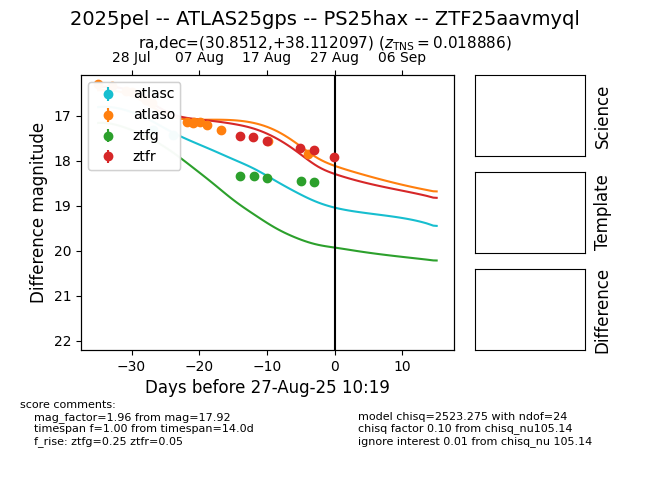 2025pel -- ATLAS25gps -- PS25hax -- ZTF25aavmyql
ra,dec=(30.8512,+38.112097) (z_TNS = 0.018886)
28 Jul 07 Aug 17 Aug 27 Aug 06 Sep
atlasc
atlaso
ztfg
ztfr
17
18
19
20
21
22
Difference magnitude
−30 −20 −10 0 10
Days before 27-Aug-25 10:19
Science
Template
Difference
score comments:
mag_factor=1.96 from mag=17.92
timespan f=1.00 from timespan=14.0d
f_rise: ztfg=0.25 ztfr=0.05
model chisq=2523.275 with ndof=24
chisq factor 0.10 from chisq_nu105.14
ignore interest 0.01 from chisq_nu 105.14